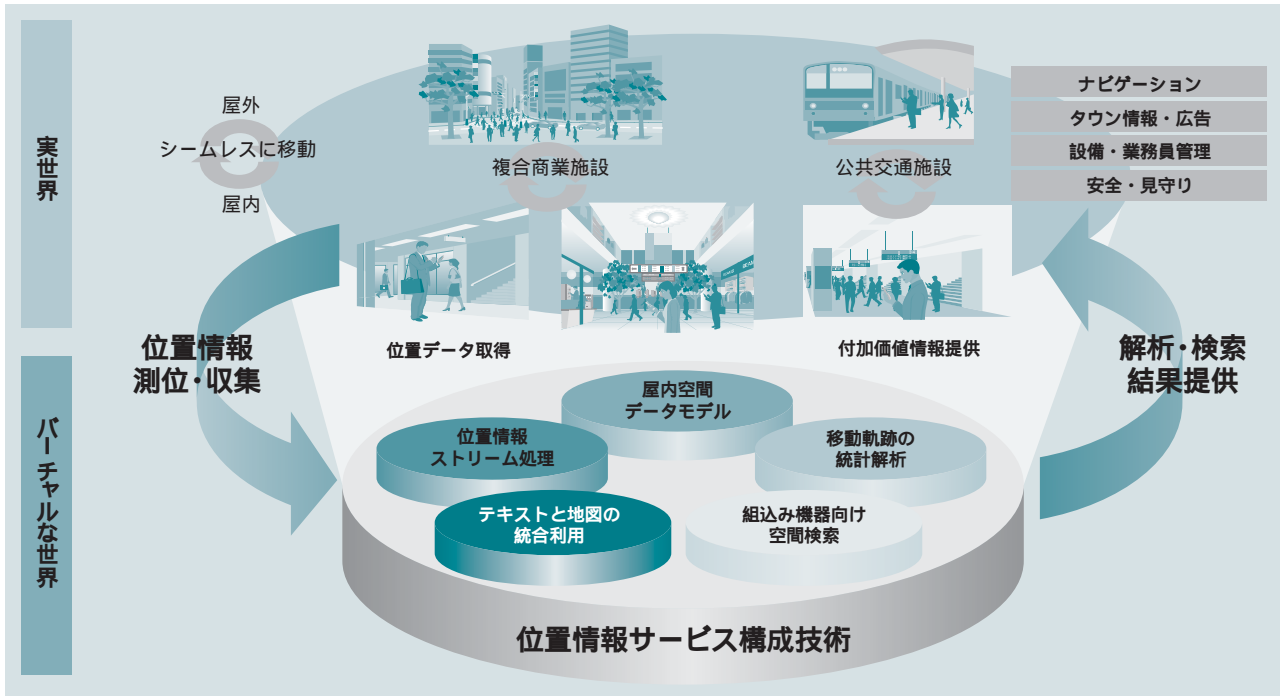 実世界
屋外
シームレスに移動
屋内
複合商業施設
公共交通施設
ナビゲーション
タウン情報・広告
設備・業務員管理
安全・見守り
位置データ取得
付加価値情報提供
位置情報
測位・収集
解析・検索
結果提供
バーチャルな世界
屋内空間
データモデル
位置情報
ストリーム処理
移動軌跡の
統計解析
テキストと地図の
統合利用
組込み機器向け
空間検索
位置情報サービス構成技術